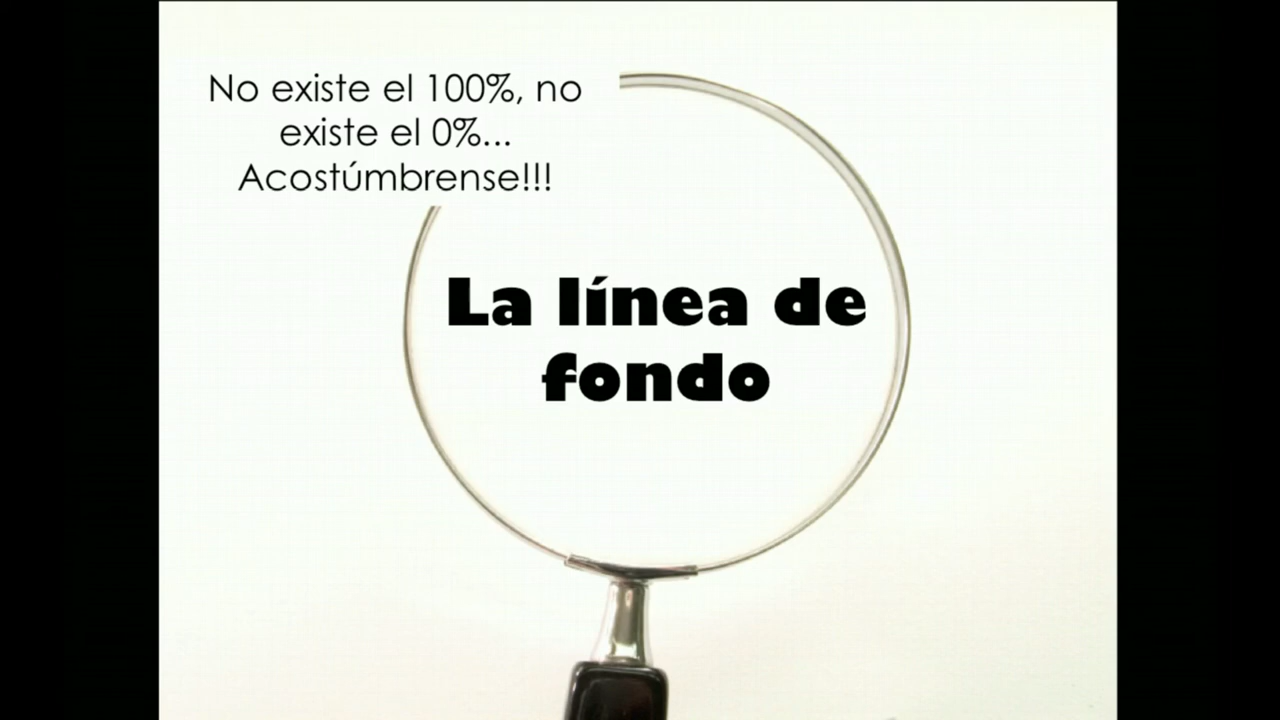 No existe el 100%, no
existe el 0%...
Acostúmbrense!!!
La línea de
fondo